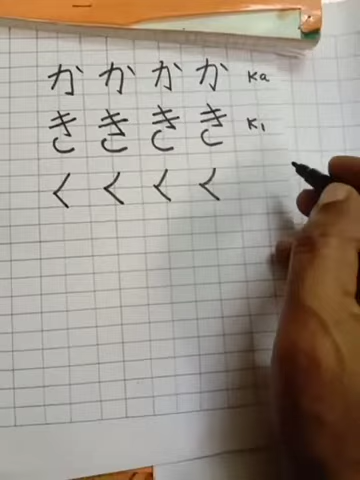 か か か か ka
き き き き ki
く く く く